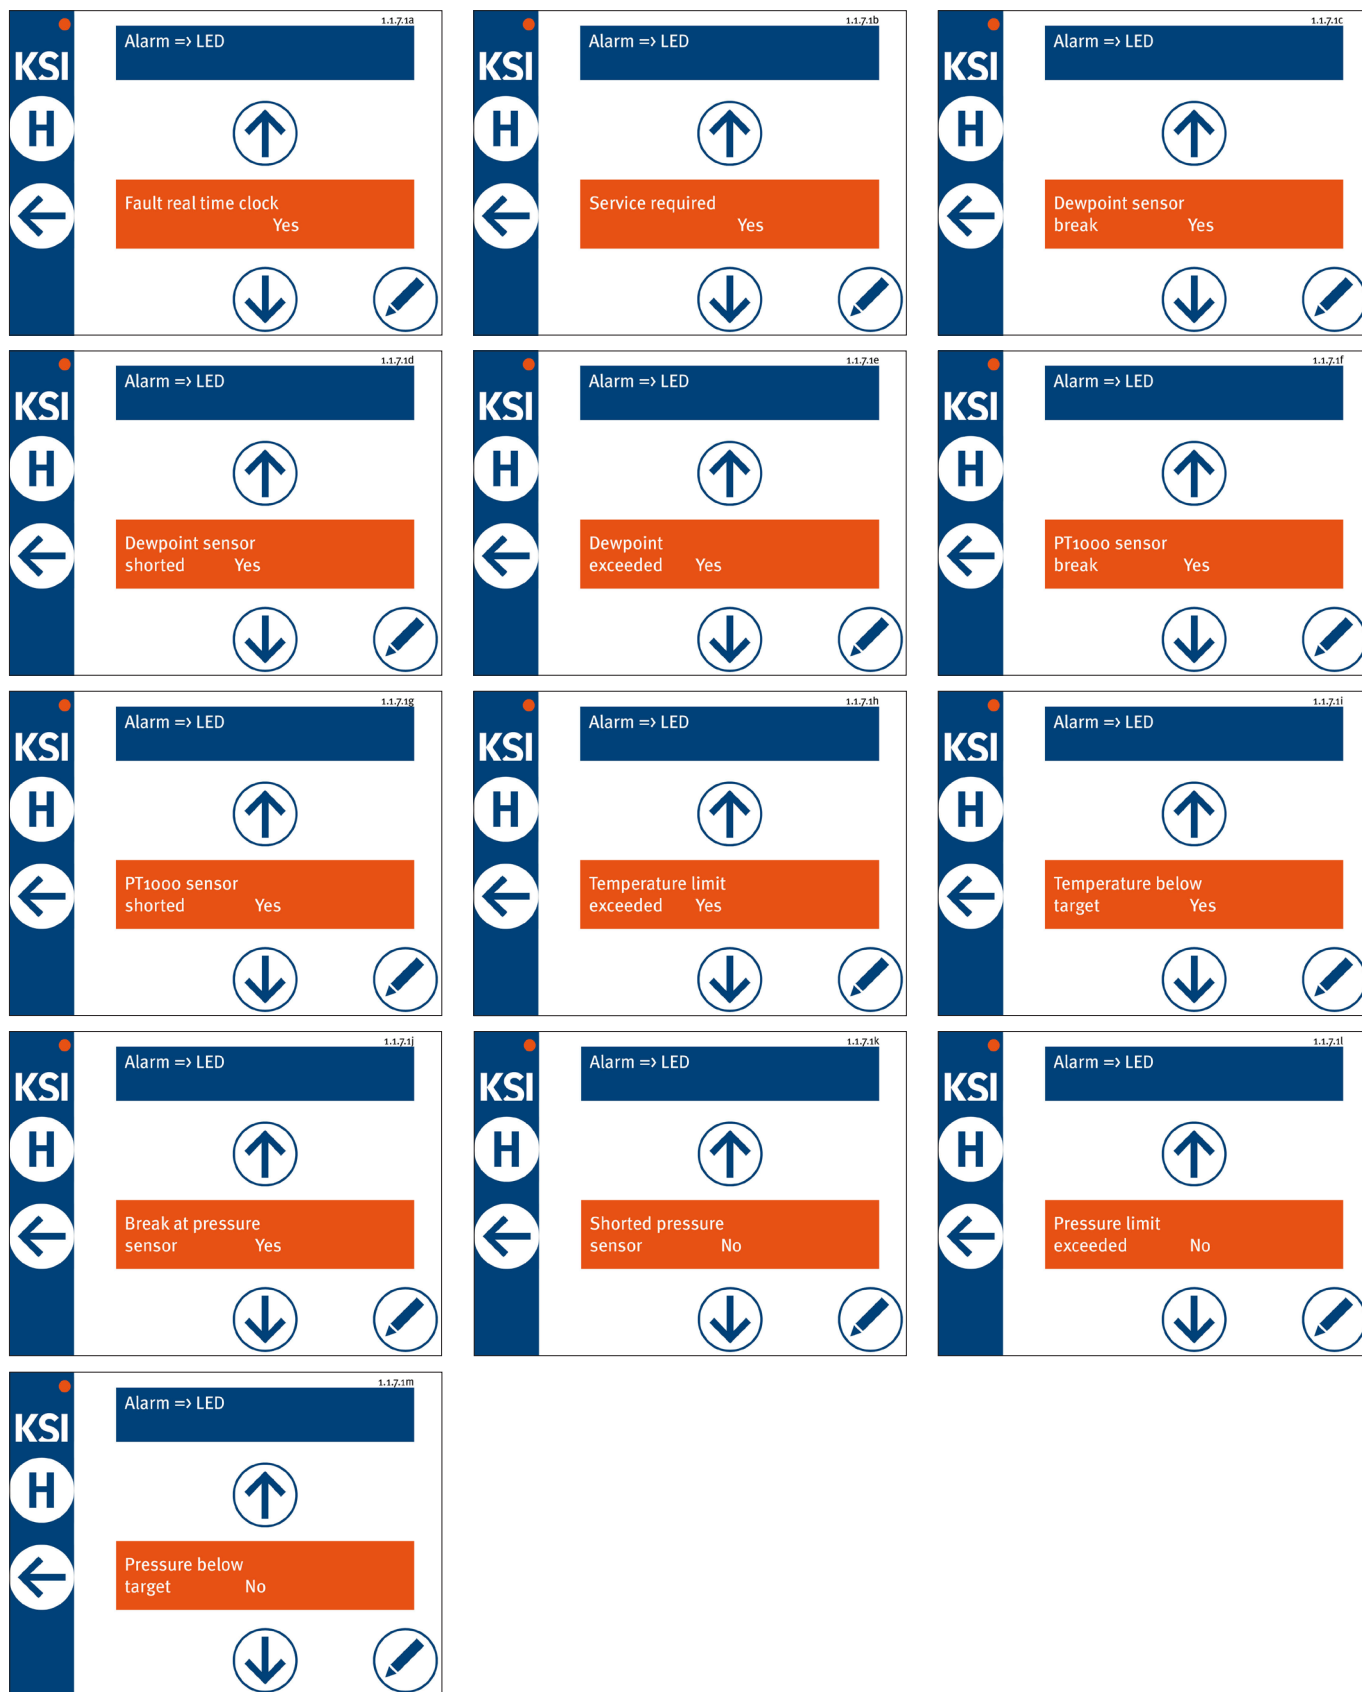 1.1.7.1a
Alarm => LED
KSI
H
Fault real time clock
Yes
1.1.7.1b
Alarm => LED
KSI
H
Service required
Yes
1.1.7.1c
Alarm => LED
KSI
H
Dewpoint sensor
break Yes
1.1.7.1d
Alarm => LED
KSI
H
Dewpoint sensor
shorted Yes
1.1.7.1e
Alarm => LED
KSI
H
Dewpoint
exceeded Yes
1.1.7.1f
Alarm => LED
KSI
H
PT1000 sensor
break Yes
1.1.7.1g
Alarm => LED
KSI
H
PT1000 sensor
shorted Yes
1.1.7.1h
Alarm => LED
KSI
H
Temperature limit
exceeded Yes
1.1.7.1i
Alarm => LED
KSI
H
Temperature below
target Yes
1.1.7.1j
Alarm => LED
KSI
H
Break at pressure
sensor Yes
1.1.7.1k
Alarm => LED
KSI
H
Shorted pressure
sensor No
1.1.7.1l
Alarm => LED
KSI
H
Pressure limit
exceeded No
1.1.7.1m
Alarm => LED
KSI
H
Pressure below
target No